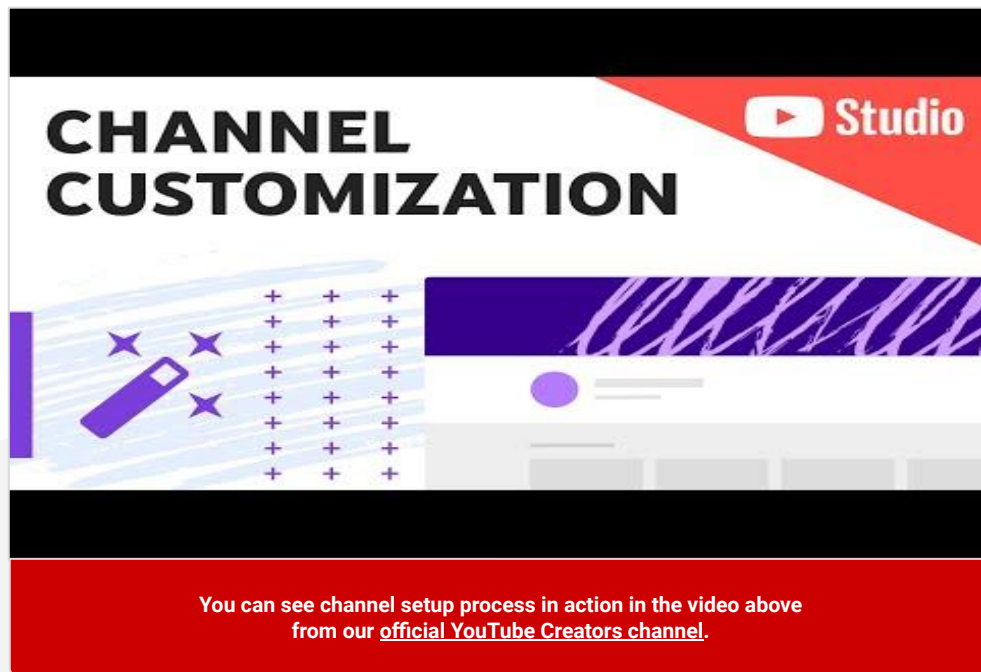 CHANNEL
CUSTOMIZATION
Studio
You can see channel setup process in action in the video above
from our official YouTube Creators channel.